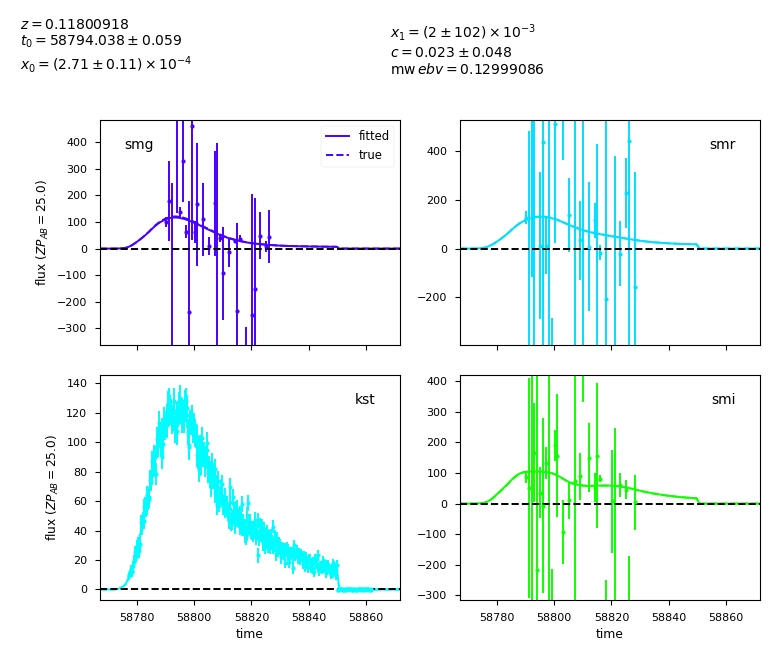 z = 0.11800918
t₀ = 58794.038 ± 0.059
x₀ = (2.71 ± 0.11) × 10⁻⁴
x₁ = (2 ± 102) × 10⁻³
c = 0.023 ± 0.048
mw ebv = 0.12999086
smg
fitted
true
400
300
200
100
0
−100
−200
−300
flux (ZP_AB = 25.0)
smr
400
200
0
−200
kst
140
120
100
80
60
40
20
0
flux (ZP_AB = 25.0)
58780 58800 58820 58840 58860
time
smi
400
300
200
100
0
−100
−200
−300
58780 58800 58820 58840 58860
time